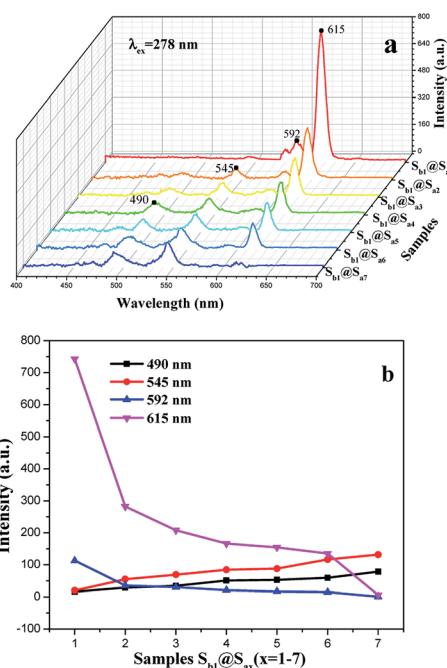 λex=278 nm
a
615
592
545
490
Intensity (a.u.)
800
640
480
320
160
0
Sb1@Sa
Sb1@Sa2
Sb1@Sa3
Sb1@Sa4
Sb1@Sa5
Sb1@Sa6
Sb1@Sa7
Samples
400
450
500
550
600
650
700
Wavelength (nm)
b
490 nm
545 nm
592 nm
615 nm
Intensity (a.u.)
800
700
600
500
400
300
200
100
0
-100
1 2 3 4 5 6 7
Samples Sb1@Sax(x=1-7)